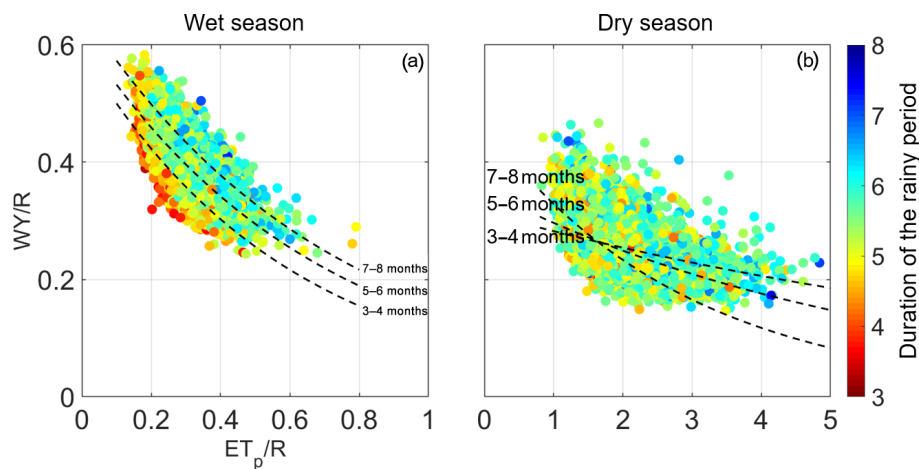 Wet season
Dry season
(a)
(b)
0.6
0.4
0.2
0
WY/R
7–8 months
5–6 months
3–4 months
0
0.2
0.4
0.6
0.8
1
ET_p/R
7–8 months
5–6 months
3–4 months
0
1
2
3
4
5
8
7
6
5
4
3
Duration of the rainy period